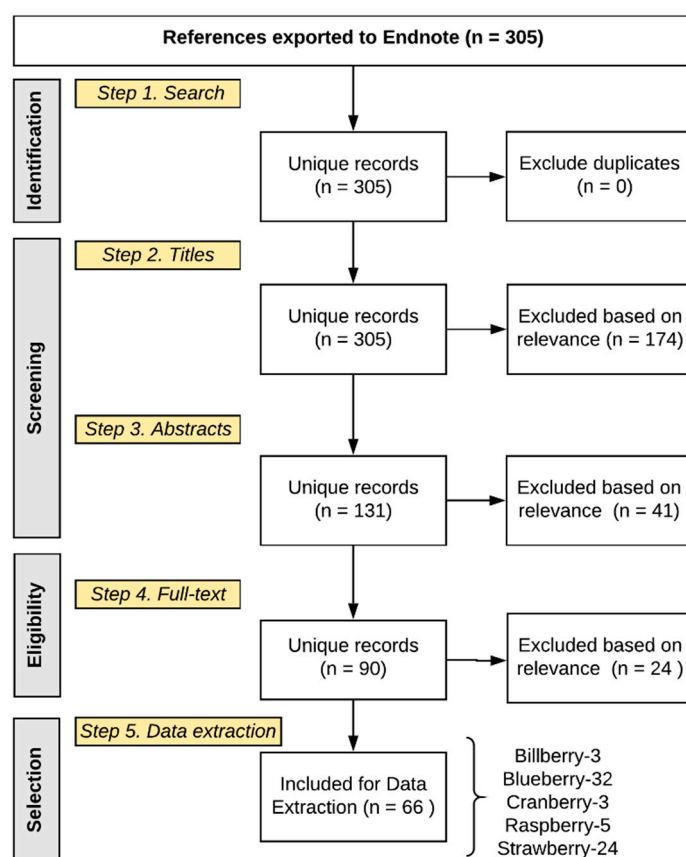 References exported to Endnote (n = 305)
Identification
Step 1. Search
Unique records
(n = 305)
Exclude duplicates
(n = 0)
Screening
Step 2. Titles
Unique records
(n = 305)
Excluded based on
relevance (n = 174)
Step 3. Abstracts
Unique records
(n = 131)
Excluded based on
relevance (n = 41)
Eligibility
Step 4. Full-text
Unique records
(n = 90)
Excluded based on
relevance (n = 24 )
Selection
Step 5. Data extraction
Included for Data
Extraction (n = 66 )
Billberry-3
Blueberry-32
Cranberry-3
Raspberry-5
Strawberry-24